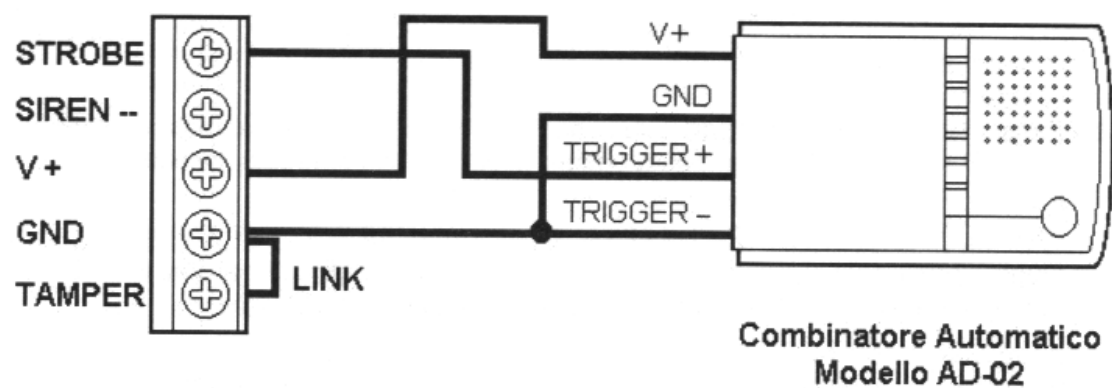 STROBE
SIREN --
V +
GND
TAMPER
LINK
V+
GND
TRIGGER +
TRIGGER -
Combinatore Automatico
Modello AD-02